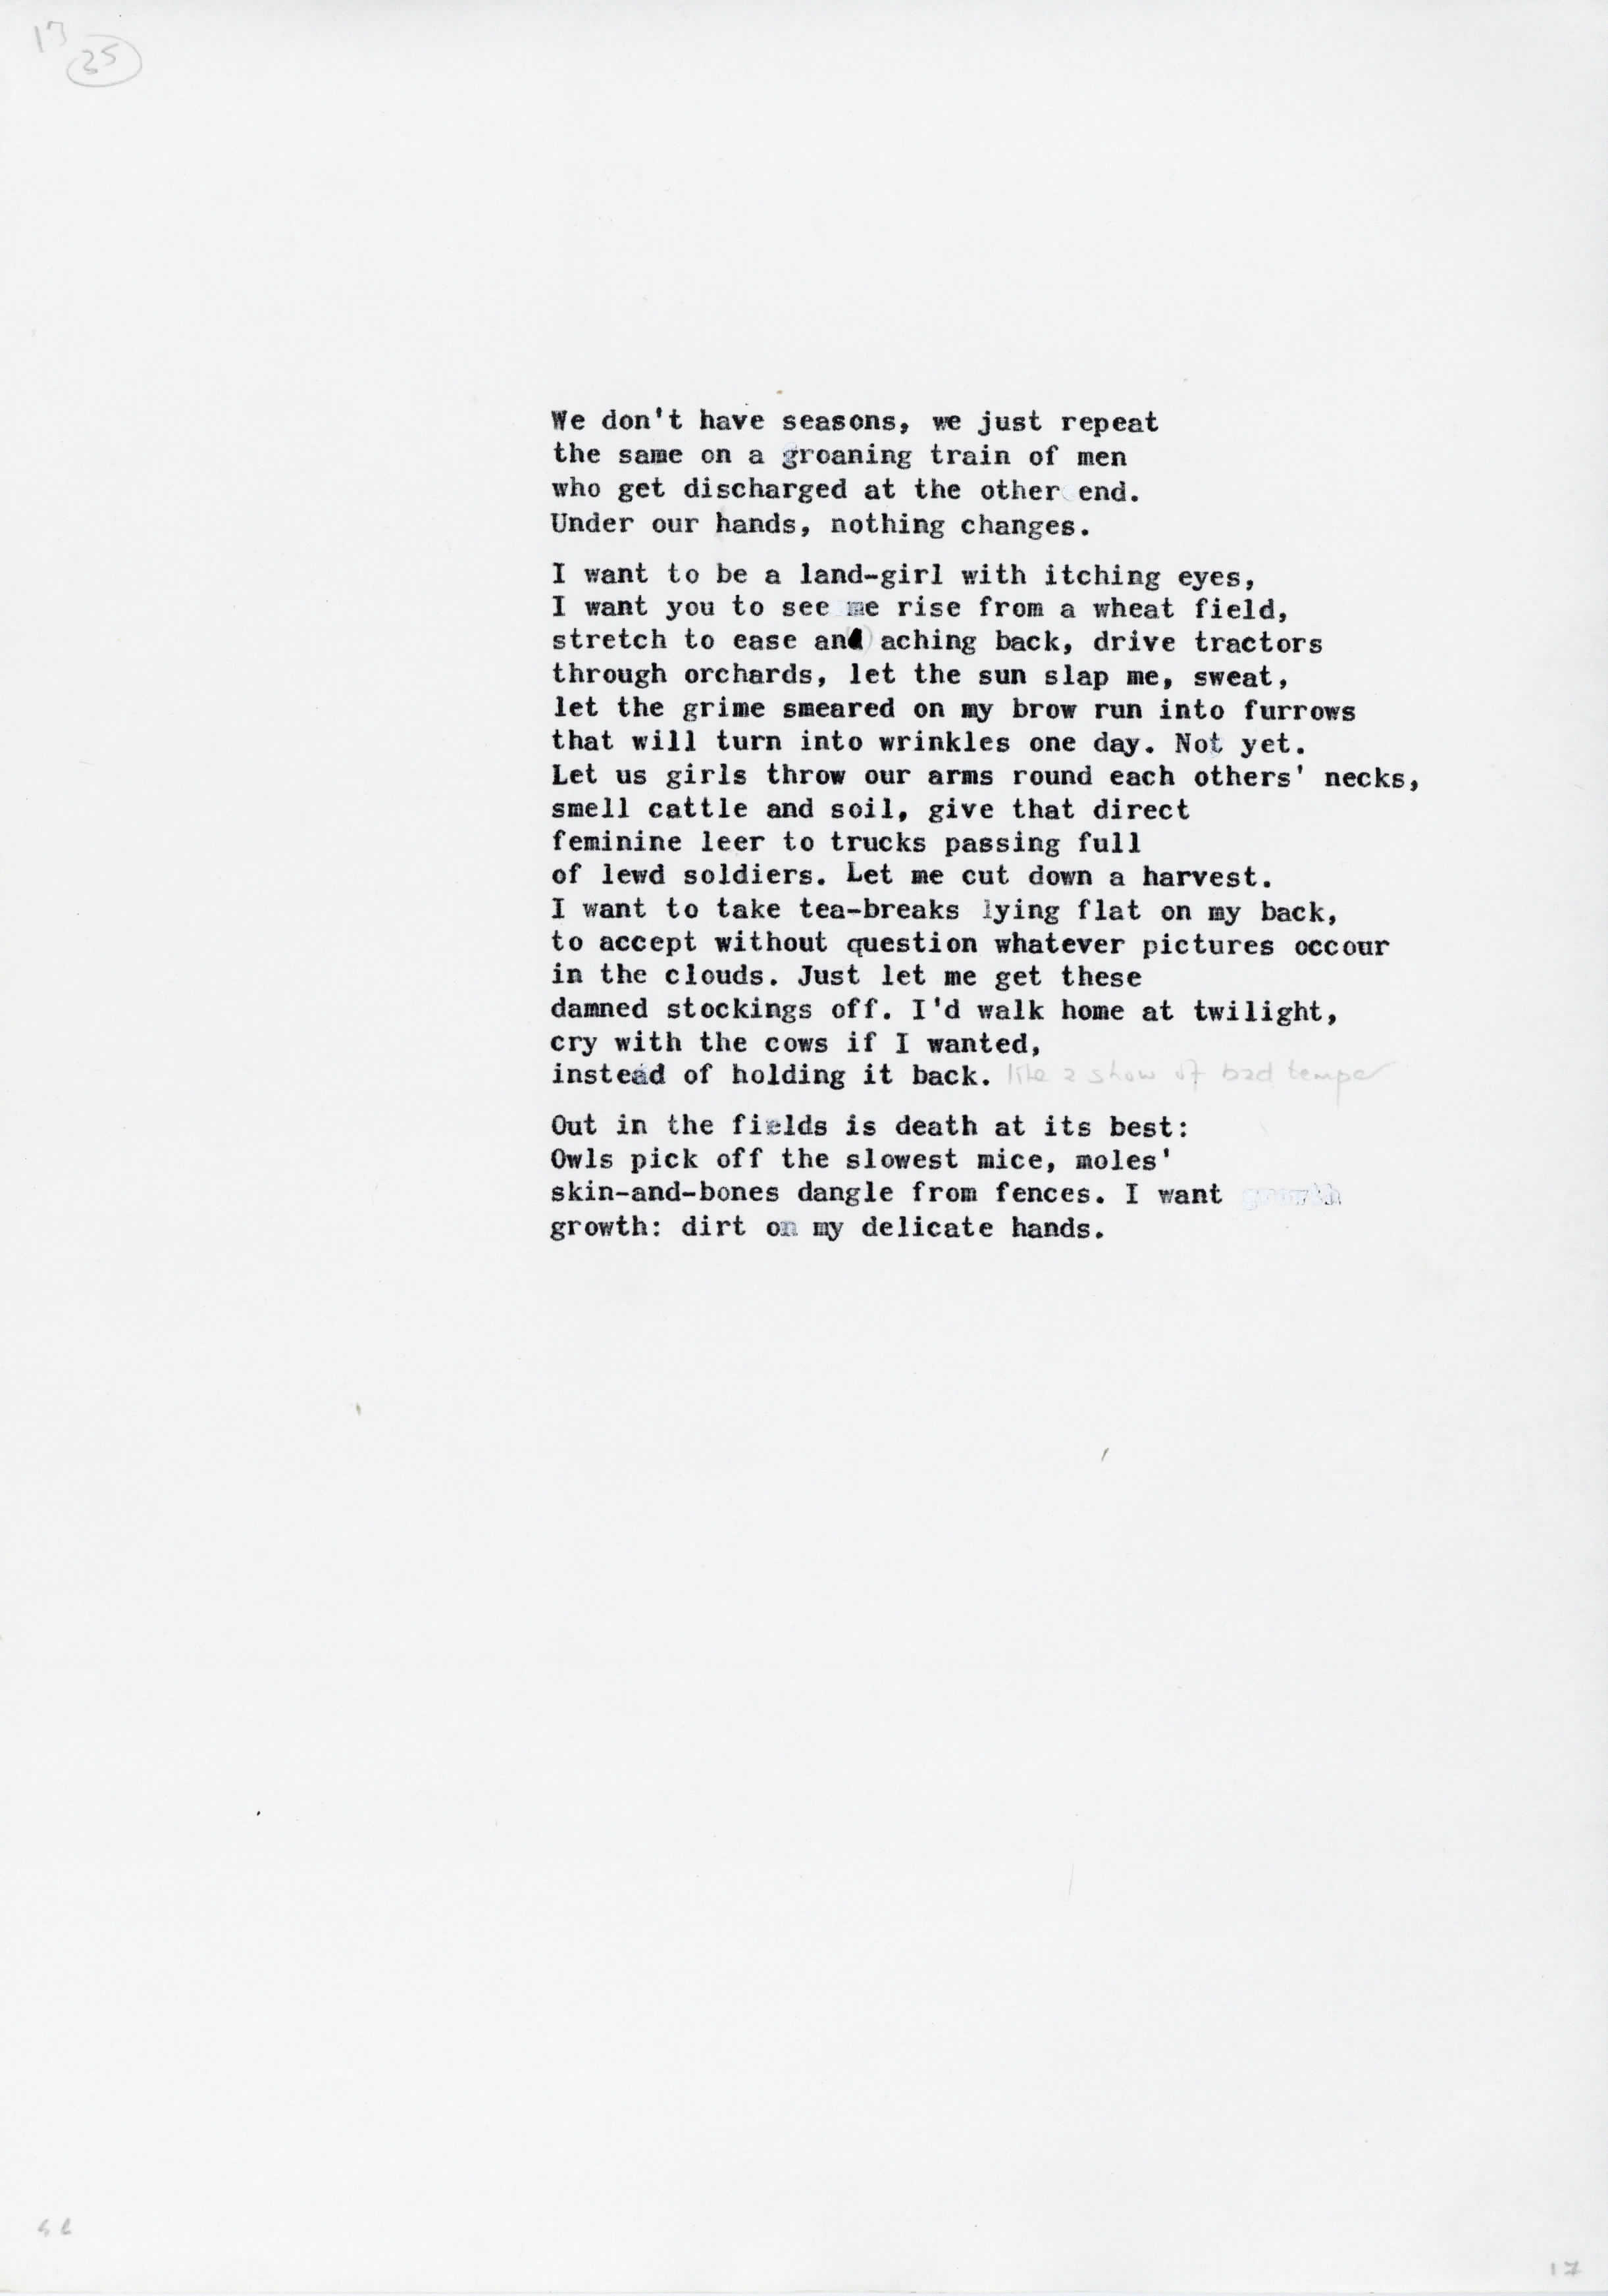 17
35
We don't have seasons, we just repeat
the same on a groaning train of men
who get discharged at the other end.
Under our hands, nothing changes.
I want to be a land-girl with itching eyes,
I want you to see me rise from a wheat field,
stretch to ease an aching back, drive tractors
through orchards, let the sun slap me, sweat,
let the grime smeared on my brow run into furrows
that will turn into wrinkles one day. Not yet.
Let us girls throw our arms round each others' necks,
smell cattle and soil, give that direct
feminine leer to trucks passing full
of lewd soldiers. Let me cut down a harvest.
I want to take tea-breaks lying flat on my back,
to accept without question whatever pictures occour
in the clouds. Just let me get these
damned stockings off. I'd walk home at twilight,
cry with the cows if I wanted,
instead of holding it back. like a show of bad temper
Out in the fields is death at its best:
Owls pick off the slowest mice, moles'
skin-and-bones dangle from fences. I want
growth: dirt on my delicate hands.
17